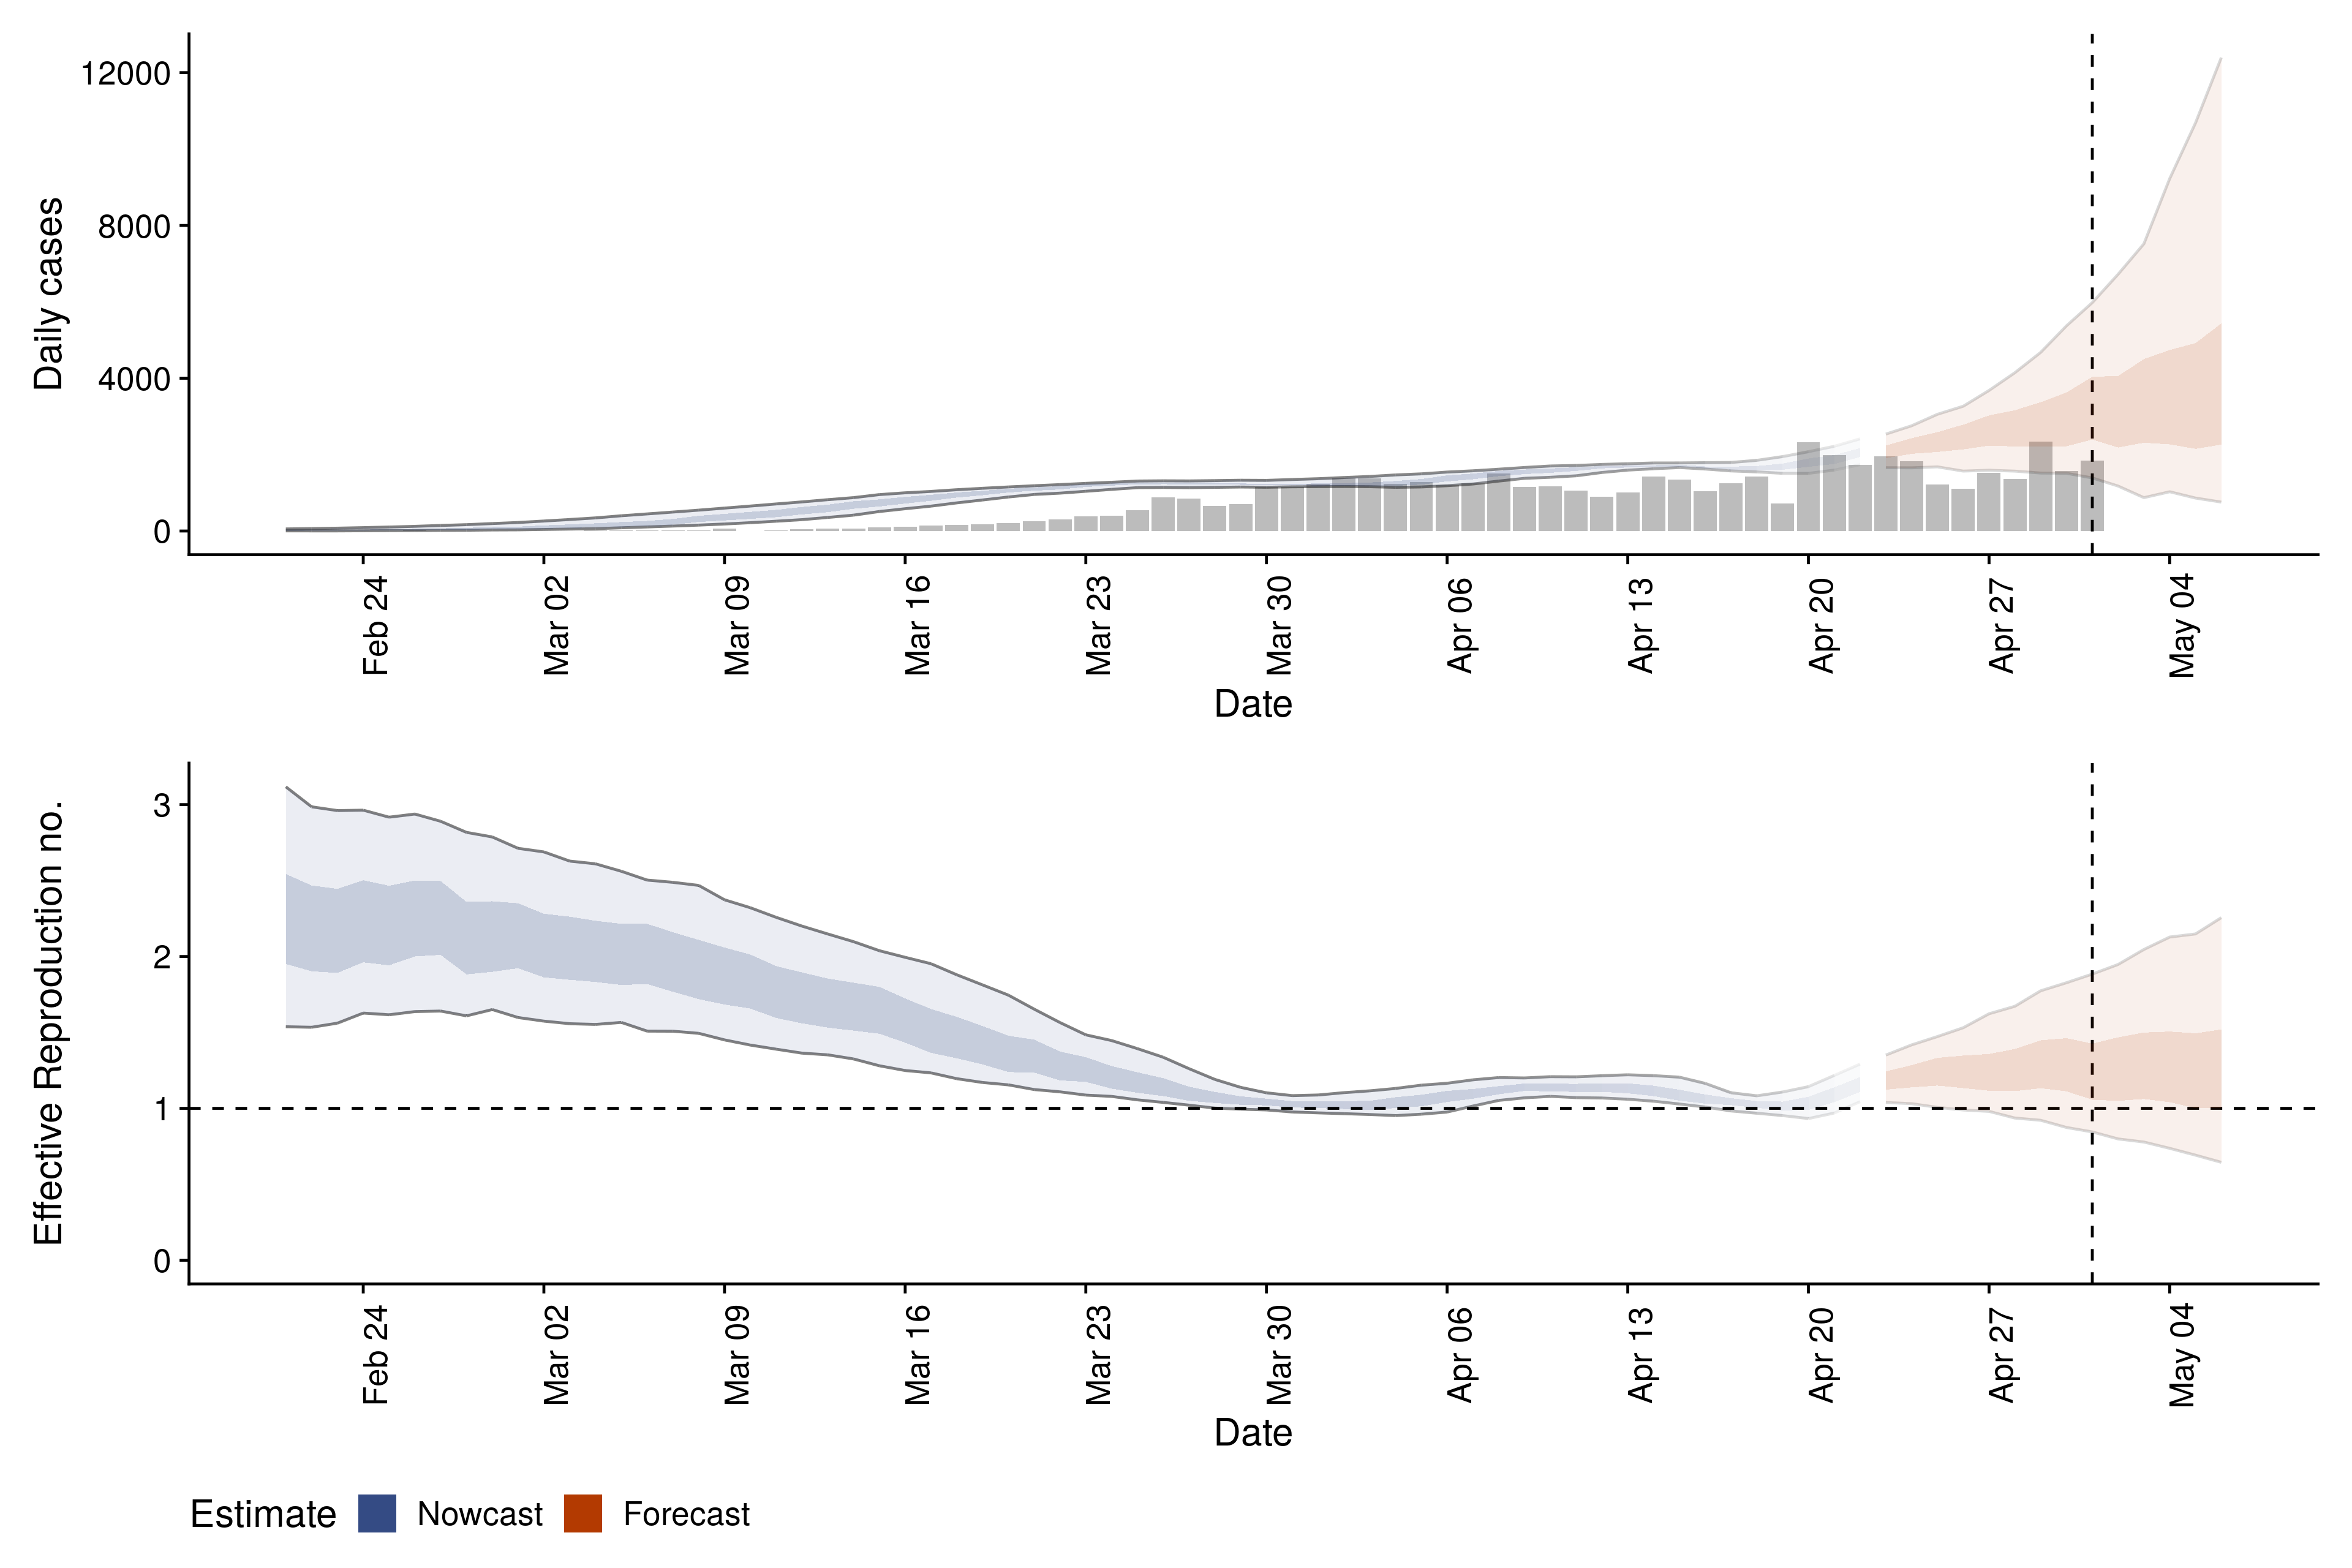 Daily cases
12000
8000
4000
0
Feb 24
Mar 02
Mar 09
Mar 16
Mar 23
Mar 30
Apr 06
Apr 13
Apr 20
Apr 27
May 04
Date
Effective Reproduction no.
3
2
1
0
Feb 24
Mar 02
Mar 09
Mar 16
Mar 23
Mar 30
Apr 06
Apr 13
Apr 20
Apr 27
May 04
Date
Estimate Nowcast Forecast